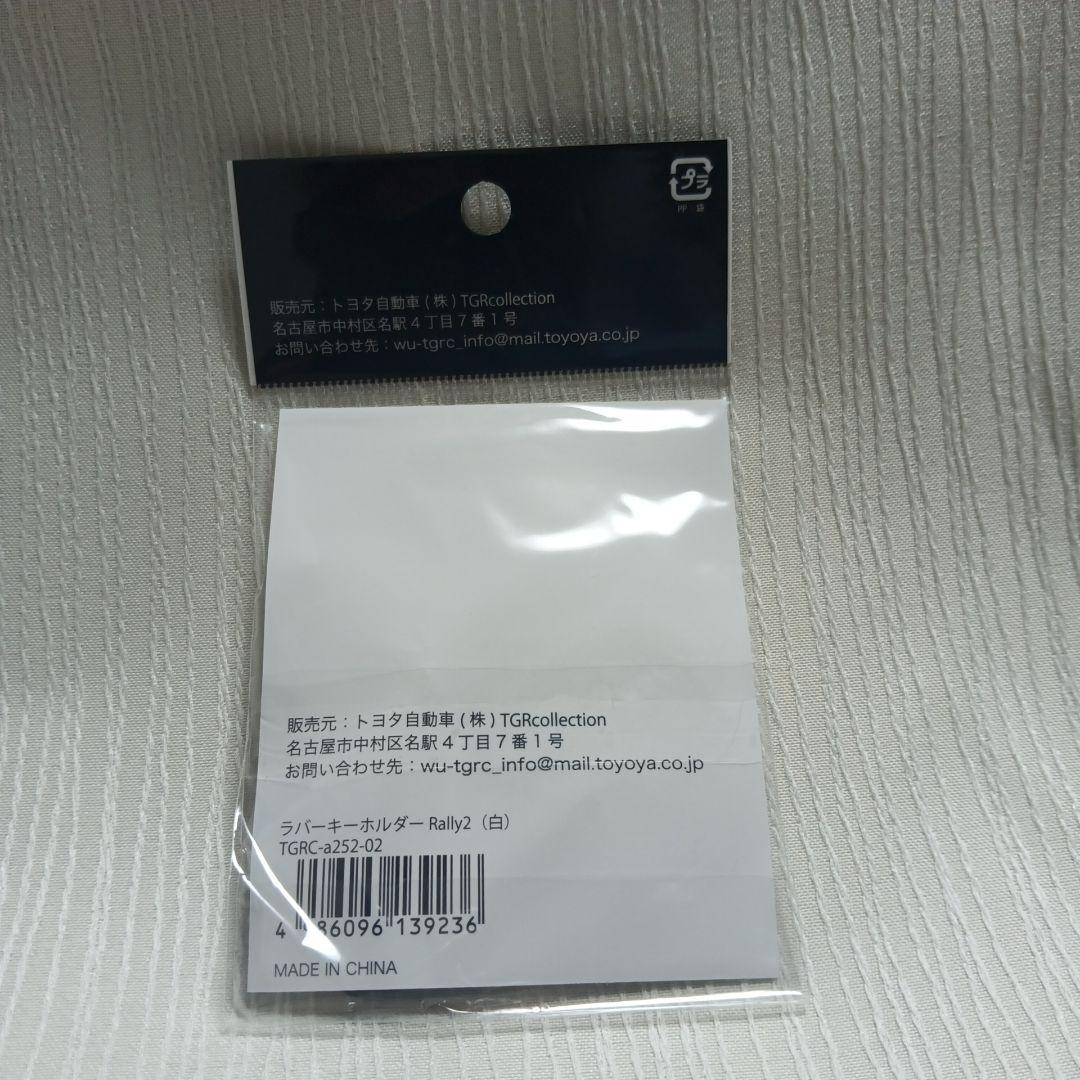 プラ
PP 袋
販売元：トヨタ自動車(株)TGRcollection
名古屋市中村区名駅4丁目7番1号
お問い合わせ先：wu-tgrc_info@mail.toyoya.co.jp
販売元：トヨタ自動車(株)TGRcollection
名古屋市中村区名駅4丁目7番1号
お問い合わせ先：wu-tgrc_info@mail.toyoya.co.jp
ラバーキーホルダー Rally2（白）
TGRC-a252-02
4 86096 139236
MADE IN CHINA